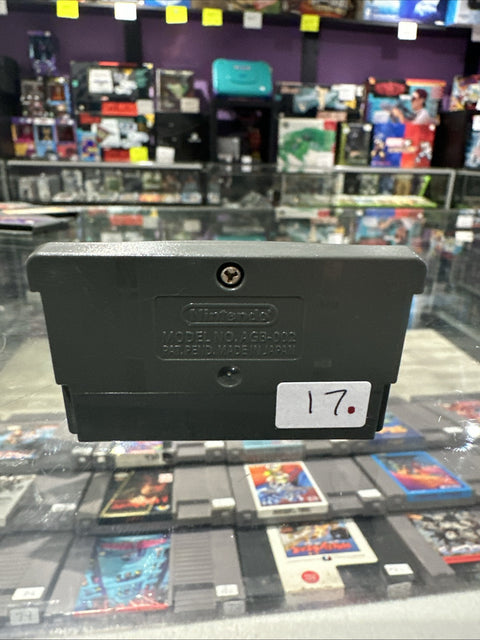 Nintendo
MODEL NO. AGB-002
PAT. PEND. MADE IN JAPAN
17.